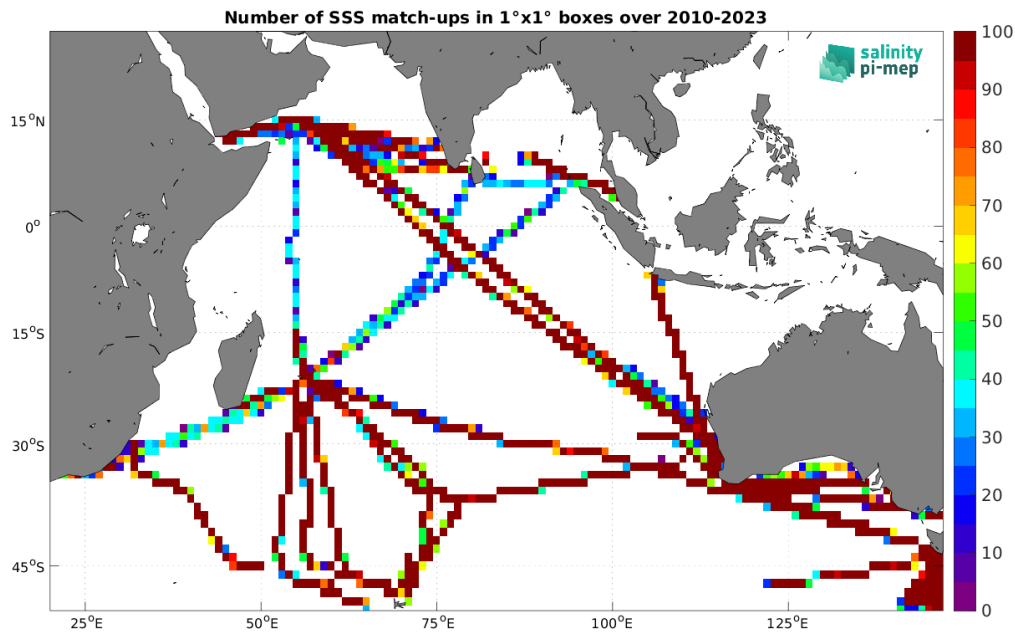 Number of SSS match-ups in 1°x1° boxes over 2010-2023
salinity
pi-mep
100
90
80
70
60
50
40
30
20
10
0
15°N
0°
15°S
30°S
45°S
25°E
50°E
75°E
100°E
125°E